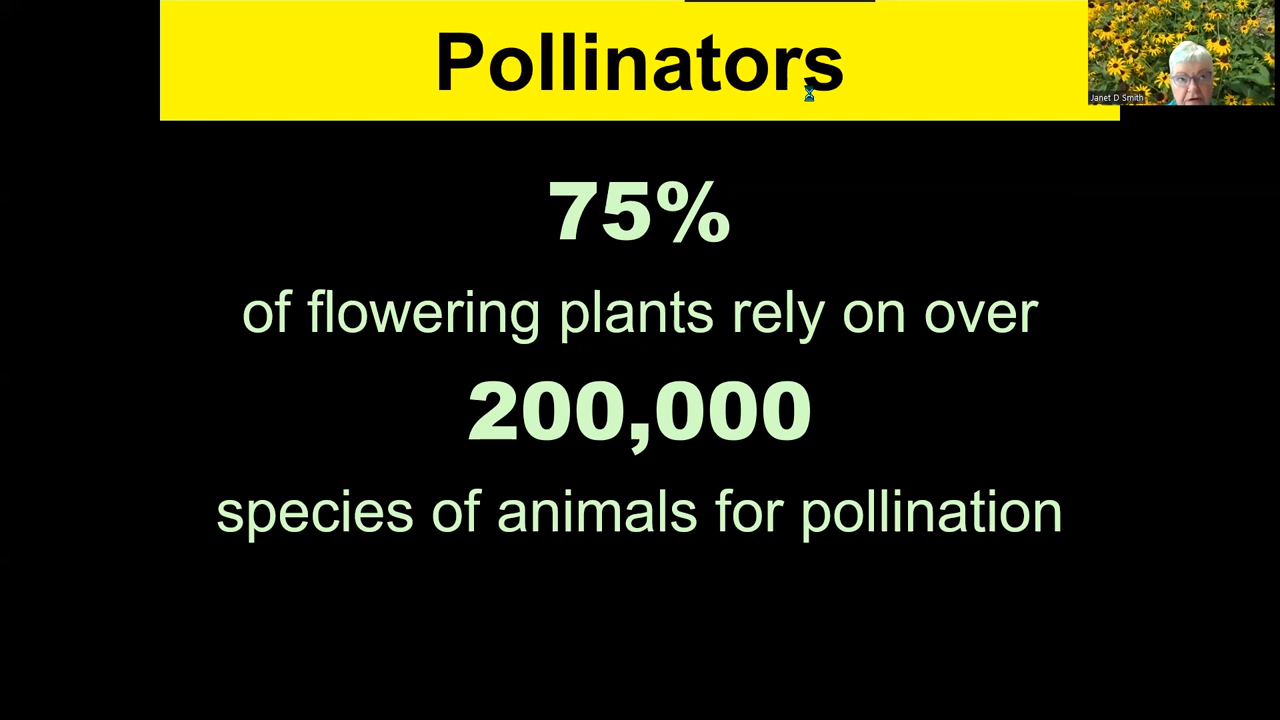 Pollinators
Janet D Smith
75%
of flowering plants rely on over
200,000
species of animals for pollination